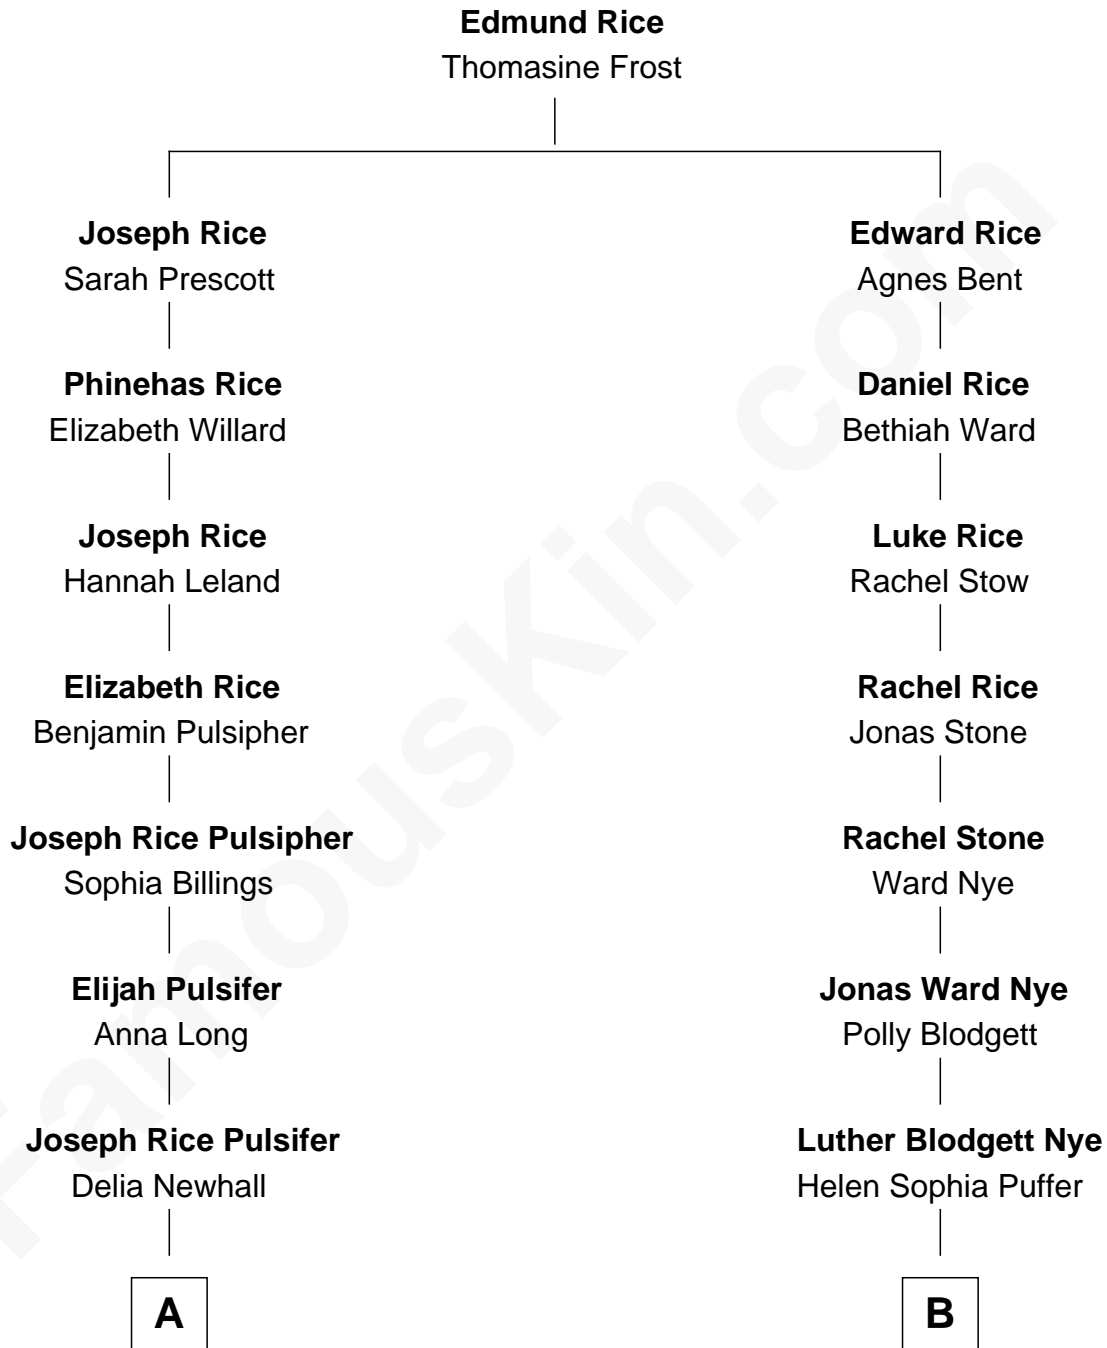 Edmund Rice
Thomasine Frost
Joseph Rice
Sarah Prescott
Edward Rice
Agnes Bent
Phinehas Rice
Elizabeth Willard
Daniel Rice
Bethiah Ward
Joseph Rice
Hannah Leland
Luke Rice
Rachel Stow
Elizabeth Rice
Benjamin Pulsipher
Rachel Rice
Jonas Stone
Joseph Rice Pulsipher
Sophia Billings
Rachel Stone
Ward Nye
Elijah Pulsifer
Anna Long
Jonas Ward Nye
Polly Blodgett
Joseph Rice Pulsifer
Delia Newhall
Luther Blodgett Nye
Helen Sophia Puffer
A
B
FamousKin.com